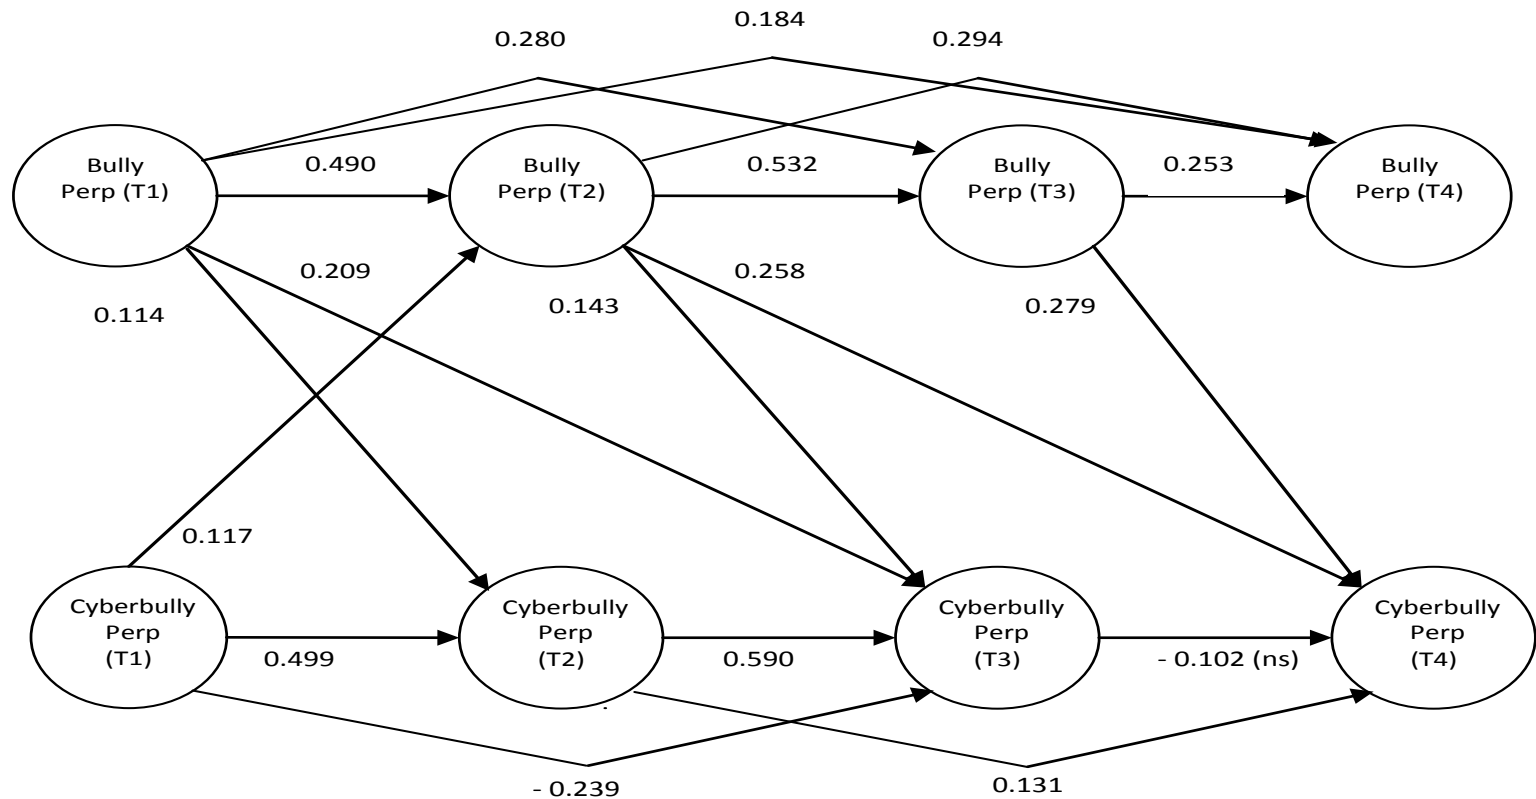 0.184
0.280
0.294
Bully
Perp (T1)
0.490
Bully
Perp (T2)
0.532
Bully
Perp (T3)
0.253
Bully
Perp (T4)
0.209
0.258
0.114
0.143
0.279
0.117
Cyberbully
Perp
(T1)
0.499
Cyberbully
Perp
(T2)
0.590
Cyberbully
Perp
(T3)
- 0.102 (ns)
Cyberbully
Perp
(T4)
- 0.239
0.131